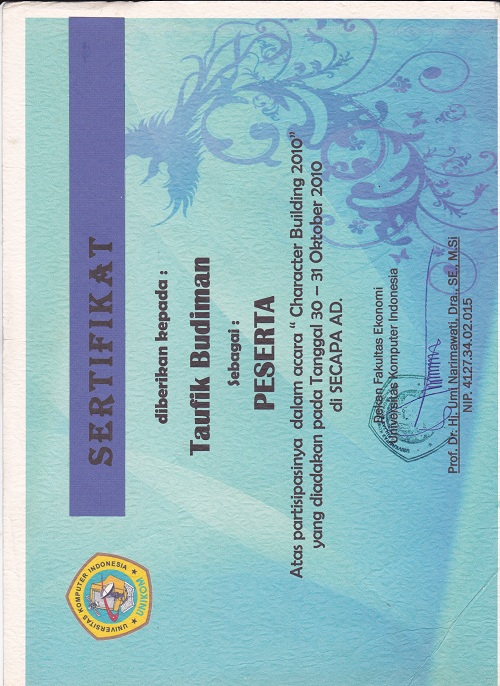 UNIVERSITAS KOMPUTER INDONESIA
UNIKOM
SERTIFIKAT
diberikan kepada :
Taufik Budiman
Sebagai :
PESERTA
Atas partisipasinya dalam acara “ Character Building 2010”
yang diadakan pada Tanggal 30 – 31 Oktober 2010
di SECAPA AD.
Dekan Fakultas Ekonomi
Universitas Komputer Indonesia
Prof. Dr. Hj. Umi Narimawati, Dra., SE., M.Si
NIP. 4127.34.02.015